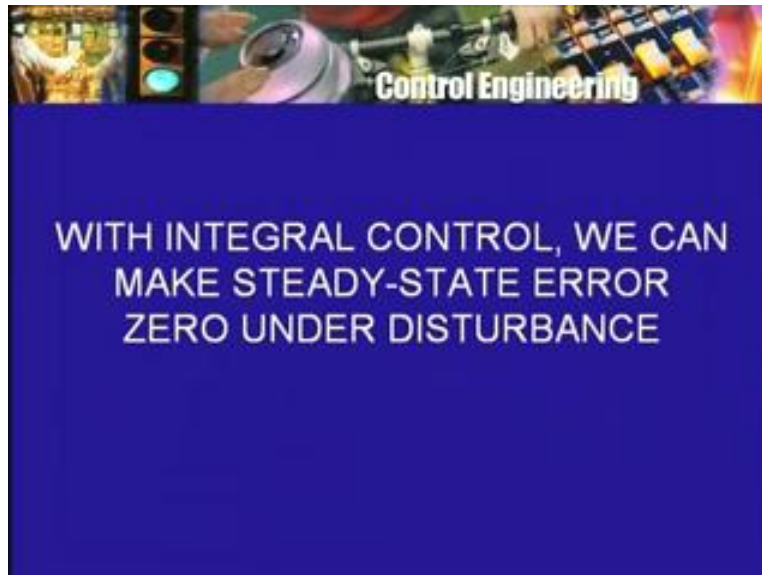 Control Engineering
WITH INTEGRAL CONTROL, WE CAN
MAKE STEADY-STATE ERROR
ZERO UNDER DISTURBANCE